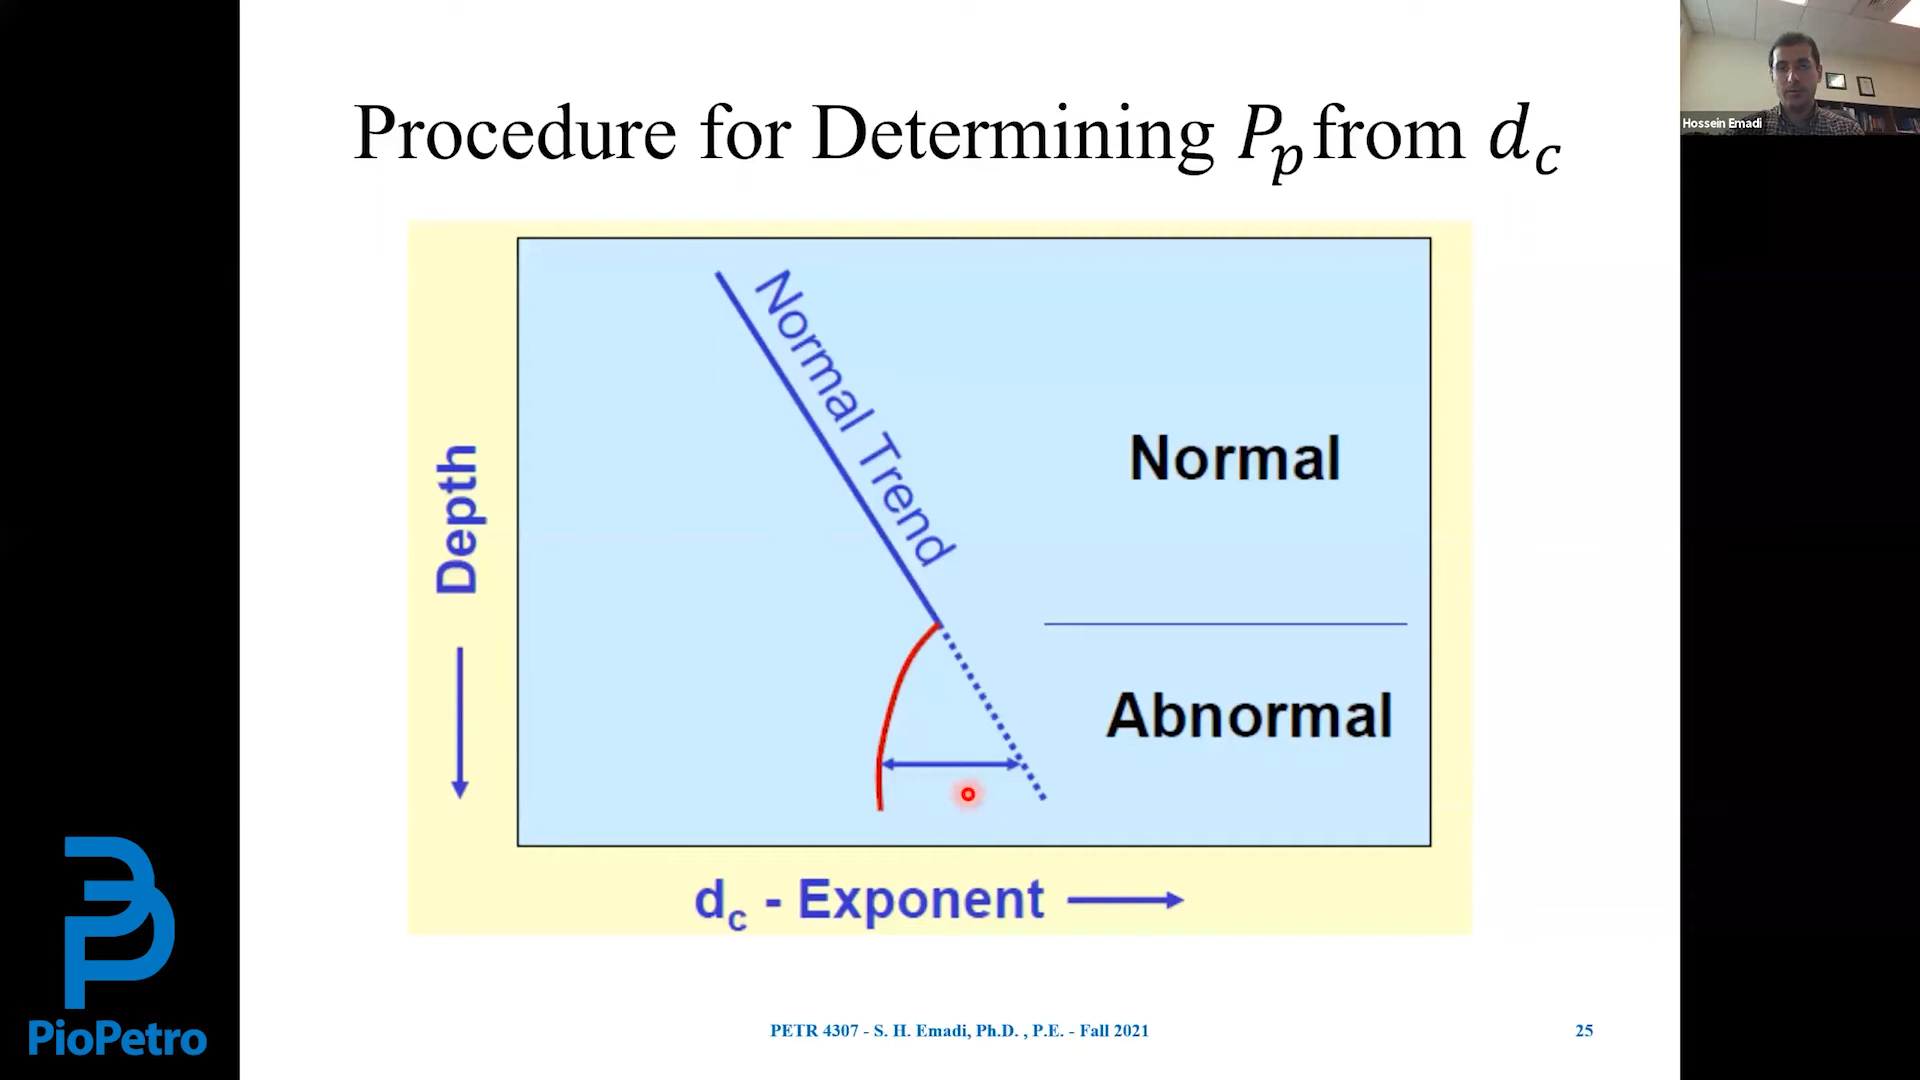 Procedure for Determining P_p from d_c
Hossein Emadi
Normal Trend
Normal
Depth
Abnormal
d_c - Exponent
PioPetro
PETR 4307 - S. H. Emadi, Ph.D. , P.E. - Fall 2021
25